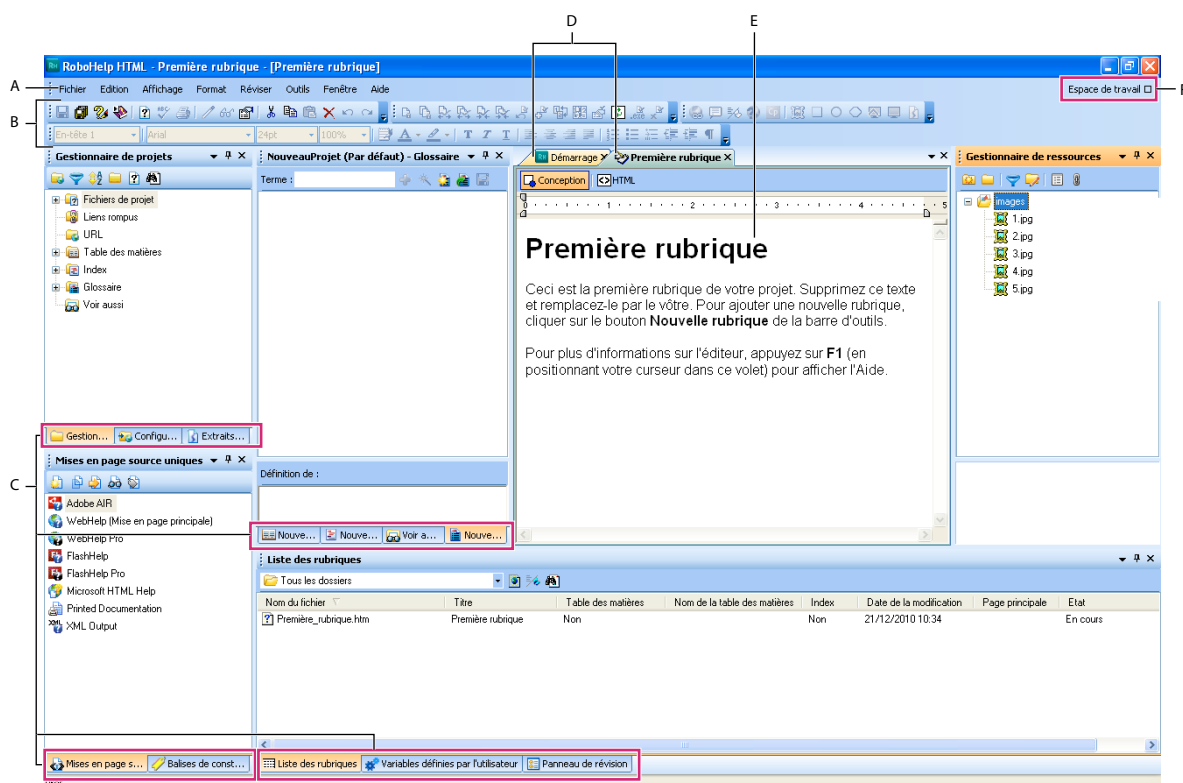 D E
RoboHelp HTML - Première rubrique - [Première rubrique]
A
Fichier Edition Affichage Format Réviser Outils Fenêtre Aide
Espace de travail
B
En-tête 1 Arial 24pt 100%
Gestionnaire de projets
NouveauProjet (Par défaut) - Glossaire
Démarrage
Première rubrique
Gestionnaire de ressources
Terme :
Conception HTML
Fichiers de projet
Liens rompus
URL
Table des matières
Index
Glossaire
Voir aussi
0 1 2 3 4 5
images
1.jpg
2.jpg
3.jpg
4.jpg
5.jpg
Première rubrique
Ceci est la première rubrique de votre projet. Supprimez ce texte
et remplacez-le par le vôtre. Pour ajouter une nouvelle rubrique,
cliquer sur le bouton Nouvelle rubrique de la barre d'outils.
Pour plus d'informations sur l'éditeur, appuyez sur F1 (en
positionnant votre curseur dans ce volet) pour afficher l'Aide.
Gestion... Configu... Extraits...
Mises en page source uniques
Définition de :
C
Adobe AIR
WebHelp (Mise en page principale)
WebHelp Pro
FlashHelp
FlashHelp Pro
Microsoft HTML Help
Printed Documentation
XML Output
Nouve... Nouve... Voir a... Nouve...
Liste des rubriques
Tous les dossiers
Nom du fichier Titre Table des matières Nom de la table des matières Index Date de la modification Page principale Etat
Première_rubrique.htm Première rubrique Non Non 21/12/2010 10:34 En cours
Mises en page s... Balises de const...
Liste des rubriques Variables définies par l'utilisateur Panneau de révision